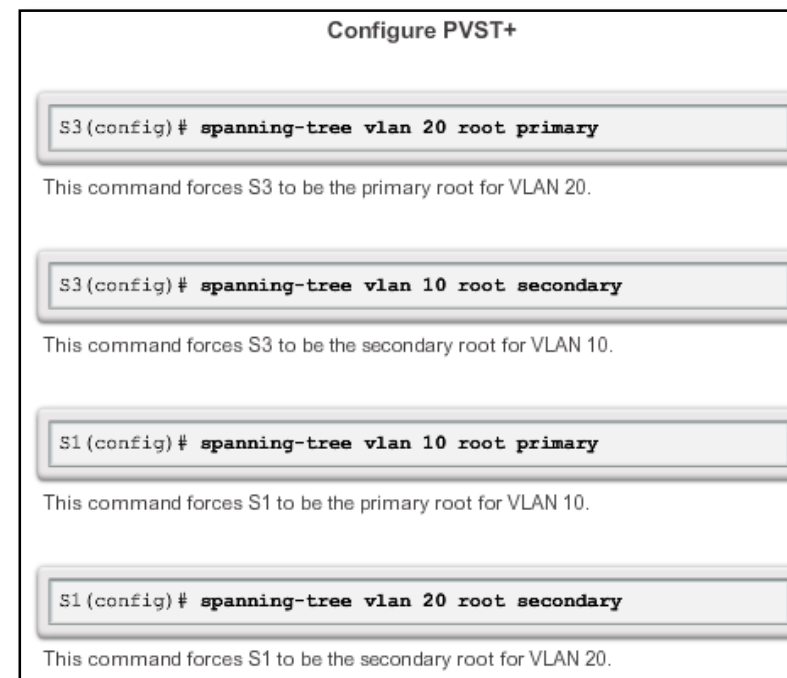 Configure PVST+
S3(config)# spanning-tree vlan 20 root primary
This command forces S3 to be the primary root for VLAN 20.
S3(config)# spanning-tree vlan 10 root secondary
This command forces S3 to be the secondary root for VLAN 10.
S1(config)# spanning-tree vlan 10 root primary
This command forces S1 to be the primary root for VLAN 10.
S1(config)# spanning-tree vlan 20 root secondary
This command forces S1 to be the secondary root for VLAN 20.